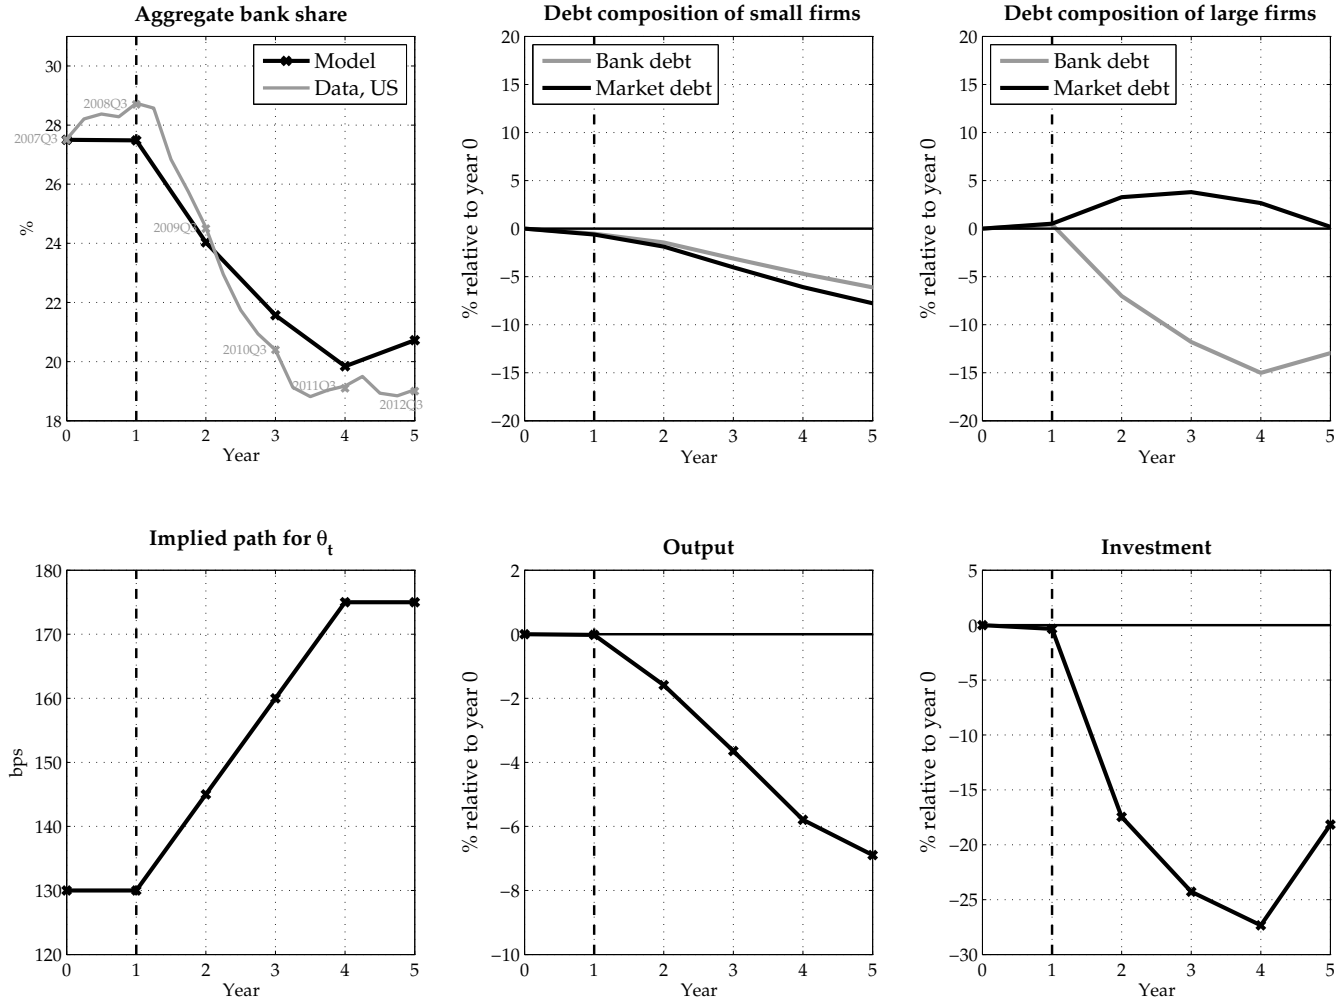 Aggregate bank share
30
28
26
24
22
20
18
%
Model
Data, US
2007Q3
2008Q3
2009Q3
2010Q3
2011Q3
2012Q3
0 1 2 3 4 5
Year
Debt composition of small firms
20
15
10
5
0
−5
−10
−15
−20
% relative to year 0
Bank debt
Market debt
0 1 2 3 4 5
Year
Debt composition of large firms
20
15
10
5
0
−5
−10
−15
−20
% relative to year 0
Bank debt
Market debt
0 1 2 3 4 5
Year
Implied path for θt
180
170
160
150
140
130
120
bps
0 1 2 3 4 5
Year
Output
2
0
−2
−4
−6
−8
−10
% relative to year 0
0 1 2 3 4 5
Year
Investment
5
0
−5
−10
−15
−20
−25
−30
% relative to year 0
0 1 2 3 4 5
Year